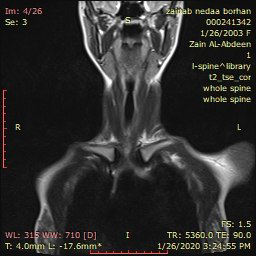 Im: 4/26
Se: 3
S
zainab nedaa borhan
000241342
1/26/2003 F
Zain AL-Abdeen
1
l-spine^library
t2_tse_cor
whole spine
whole spine
R
L
WL: 315 WW: 710 [D]
T: 4.0mm L: -17.6mm*
I
FS: 1.5
TR: 5360.0 TE: 90.0
1/26/2020 3:24:55 PM